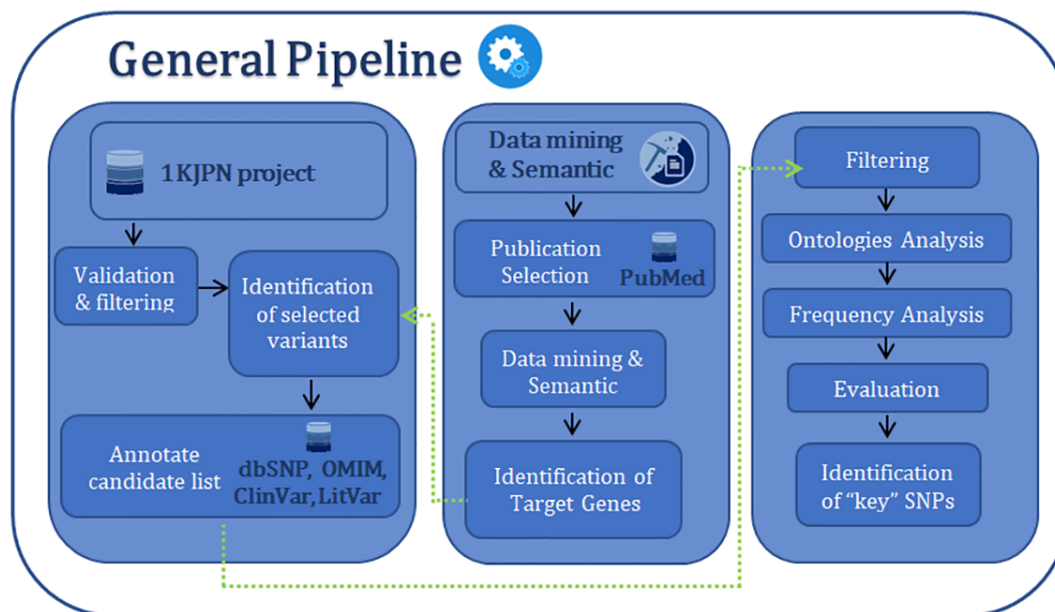 General Pipeline
1KJPN project
Validation
& filtering
Identification
of selected
variants
Annotate
candidate list
dbSNP, OMIM,
ClinVar, LitVar
Data mining
& Semantic
Publication
Selection
PubMed
Data mining &
Semantic
Identification of
Target Genes
Filtering
Ontologies Analysis
Frequency Analysis
Evaluation
Identification
of “key” SNPs